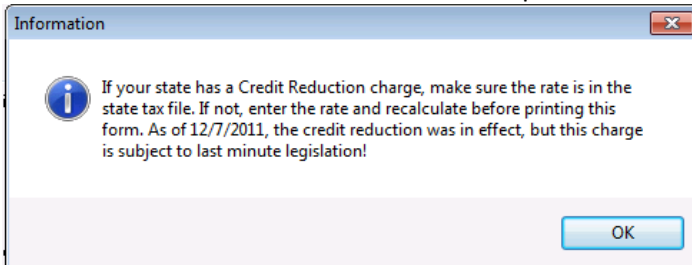 Information
If your state has a Credit Reduction charge, make sure the rate is in the
state tax file. If not, enter the rate and recalculate before printing this
form. As of 12/7/2011, the credit reduction was in effect, but this charge
is subject to last minute legislation!
OK